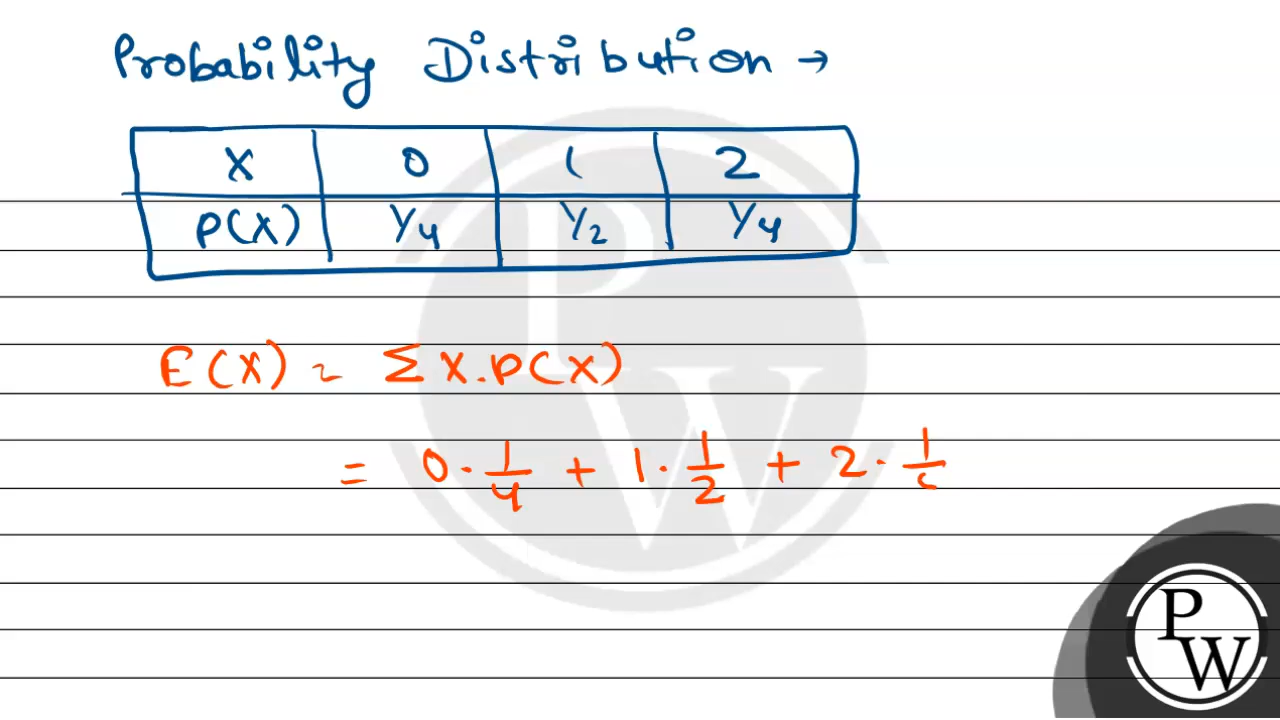 Probability Distribution →
X 0 1 2
P(X) 1/4 1/2 1/4
E(X) = Σ X.P(X)
= 0·1/4 + 1·1/2 + 2·1/
PW
PW